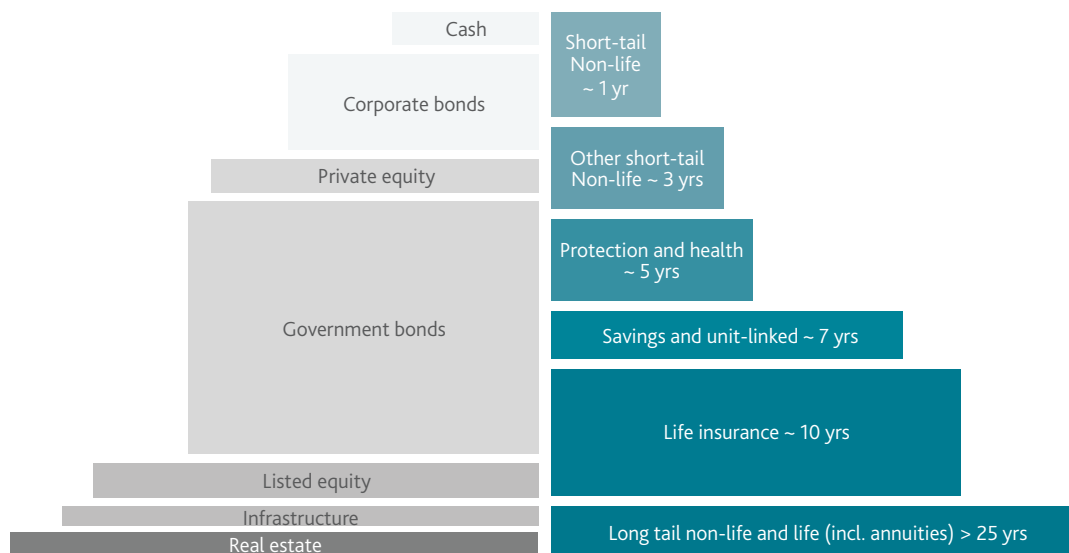 Cash
Corporate bonds
Private equity
Government bonds
Listed equity
Infrastructure
Real estate
Short-tail
Non-life
~ 1 yr
Other short-tail
Non-life ~ 3 yrs
Protection and health
~ 5 yrs
Savings and unit-linked ~ 7 yrs
Life insurance ~ 10 yrs
Long tail non-life and life (incl. annuities) > 25 yrs